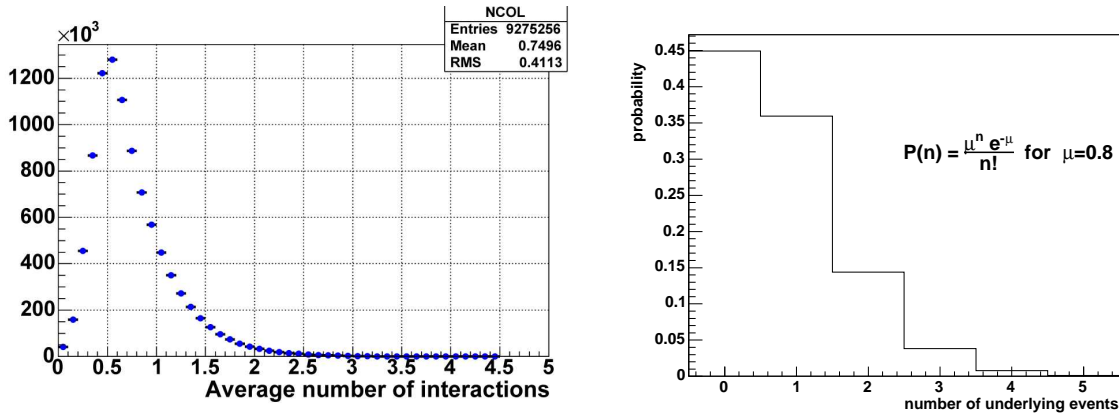 NCOL
Entries 9275256
Mean 0.7496
RMS 0.4113
×10³
1200
1000
800
600
400
200
0
0 0.5 1 1.5 2 2.5 3 3.5 4 4.5 5
Average number of interactions
probability
0.45
0.4
0.35
0.3
0.25
0.2
0.15
0.1
0.05
0
P(n) = μⁿ e^-μ / n! for μ=0.8
0 1 2 3 4 5
number of underlying events